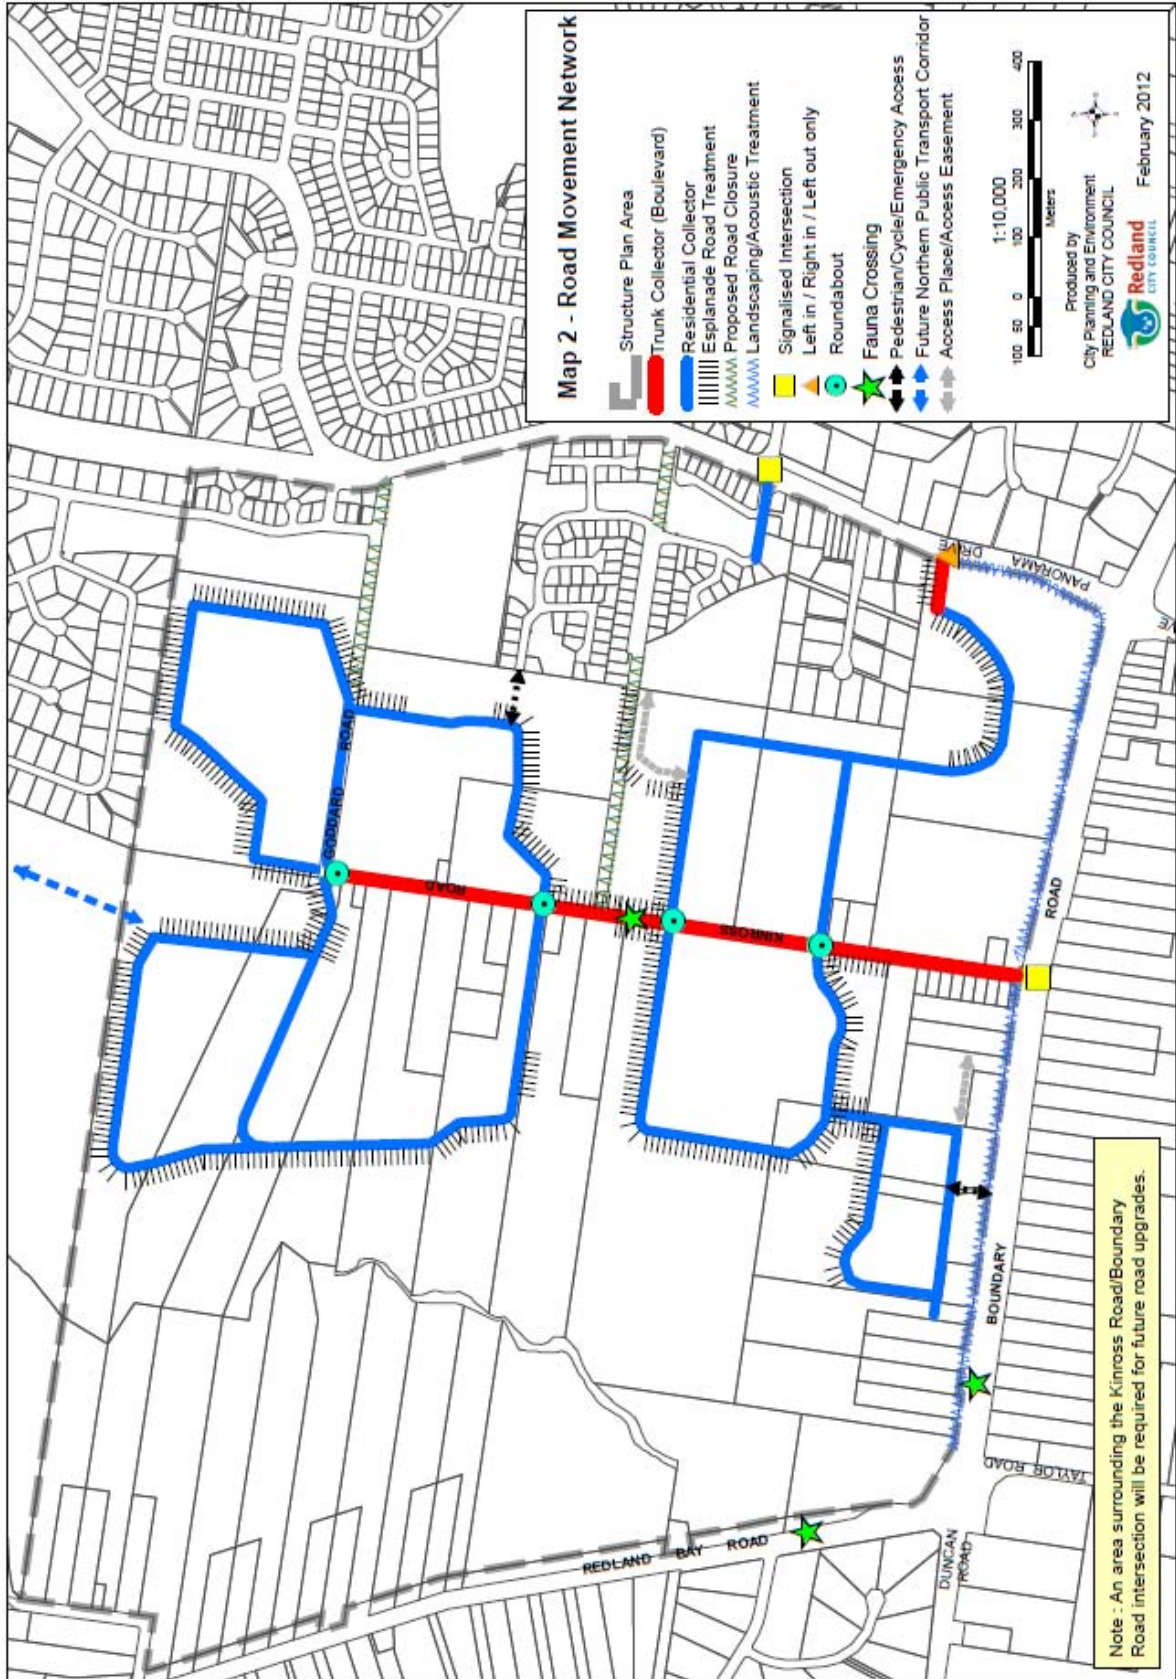 Map 2 - Road Movement Network
Structure Plan Area
Trunk Collector (Boulevard)
Residential Collector
Esplanade Road Treatment
Proposed Road Closure
Landscaping/Acoustic Treatment
Signalised Intersection
Left in / Right in / Left out only
Roundabout
Fauna Crossing
Pedestrian/Cycle/Emergency Access
Future Northern Public Transport Corridor
Access Place/Access Easement
1:10,000
100 50 0 100 200 300 400
Meters
Produced by
City Planning and Environment
REDLAND CITY COUNCIL
Redland
CITY COUNCIL
February 2012
GODDARD ROAD
KINROSS ROAD
PANORAMA DRIVE
BOUNDARY ROAD
REDLAND BAY ROAD
DUNCAN
ROAD
TAYLOR ROAD
Note : An area surrounding the Kinross Road/Boundary
Road intersection will be required for future road upgrades.